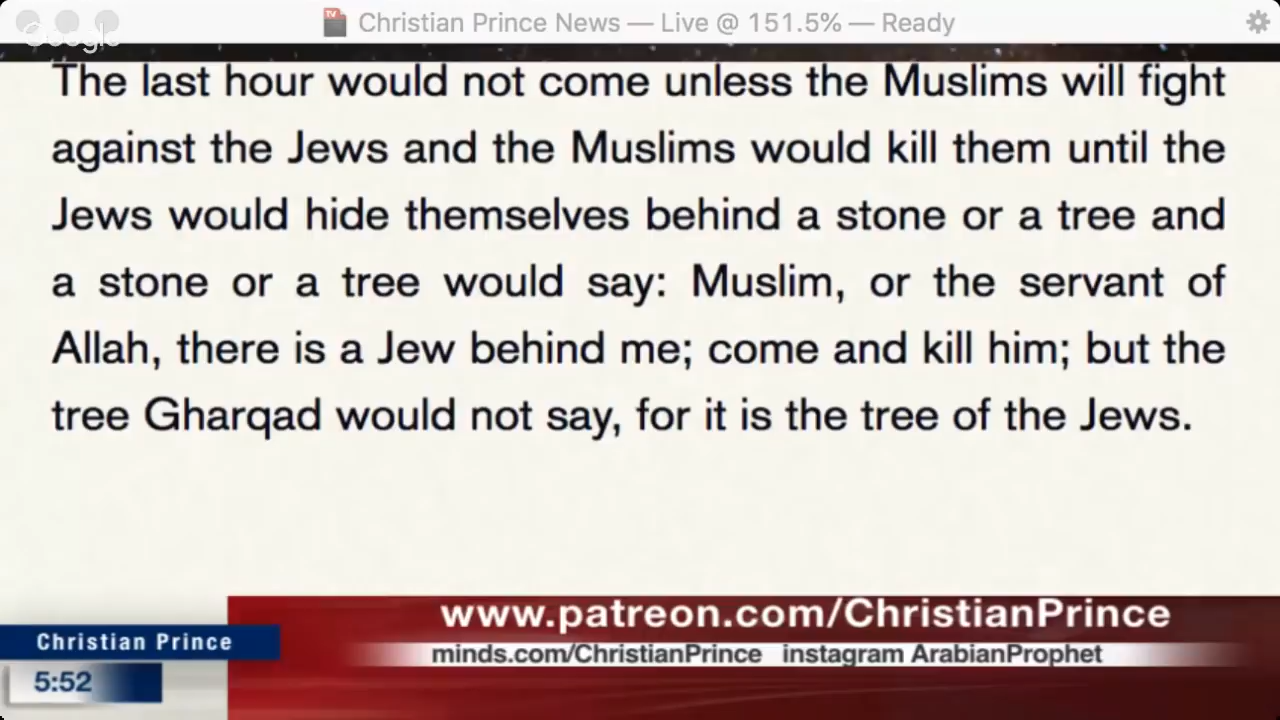 Christian Prince News — Live @ 151.5% — Ready
Google
The last hour would not come unless the Muslims will fight
against the Jews and the Muslims would kill them until the
Jews would hide themselves behind a stone or a tree and
a stone or a tree would say: Muslim, or the servant of
Allah, there is a Jew behind me; come and kill him; but the
tree Gharqad would not say, for it is the tree of the Jews.
www.patreon.com/ChristianPrince
Christian Prince
minds.com/ChristianPrince instagram ArabianProphet
5:52